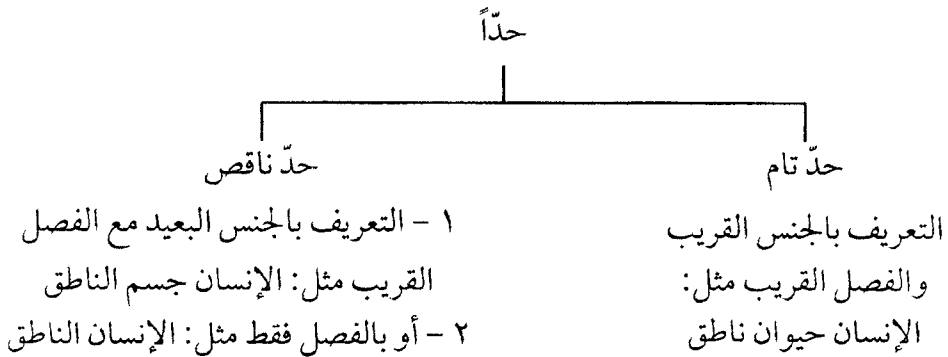 حدّاً
حدّ تام
التعريف بالجنس القريب
والفصل القريب مثل:
الإنسان حيوان ناطق
حدّ ناقص
١ - التعريف بالجنس البعيد مع الفصل
القريب مثل: الإنسان جسم الناطق
٢ - أو بالفصل فقط مثل: الإنسان الناطق